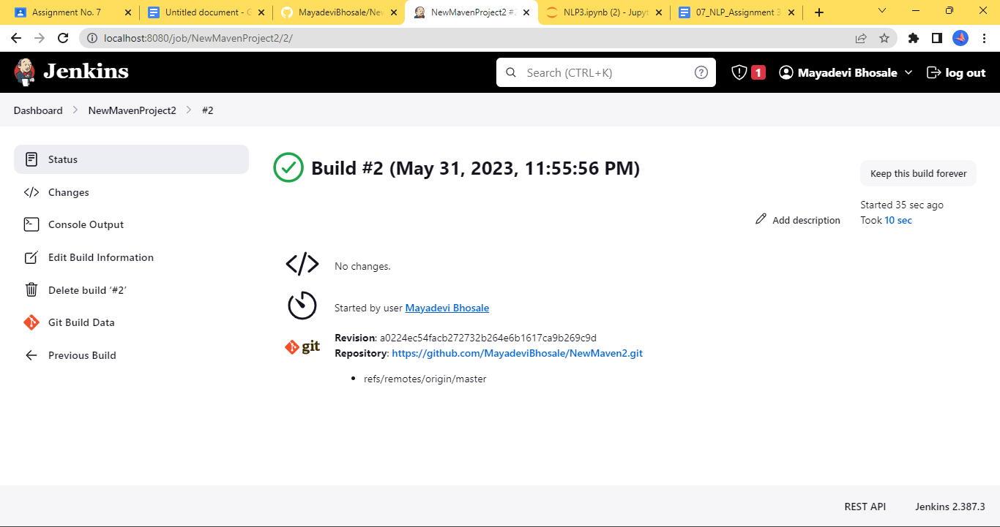 Assignment No. 7
Untitled document - G
MayadeviBhosale/New
NewMavenProject2 #2
NLP3.ipynb (2) - Jupyt
07_NLP_Assignment 3
localhost:8080/job/NewMavenProject2/2/
Jenkins
Search (CTRL+K)
1
Mayadevi Bhosale
log out
Dashboard
NewMavenProject2
#2
Status
Changes
Console Output
Edit Build Information
Delete build ‘#2’
Git Build Data
Previous Build
Build #2 (May 31, 2023, 11:55:56 PM)
Keep this build forever
Started 35 sec ago
Took 10 sec
Add description
No changes.
Started by user Mayadevi Bhosale
git
Revision: a0224ec54facb272732b264e6b1617ca9b269c9d
Repository: https://github.com/MayadeviBhosale/NewMaven2.git
• refs/remotes/origin/master
REST API
Jenkins 2.387.3